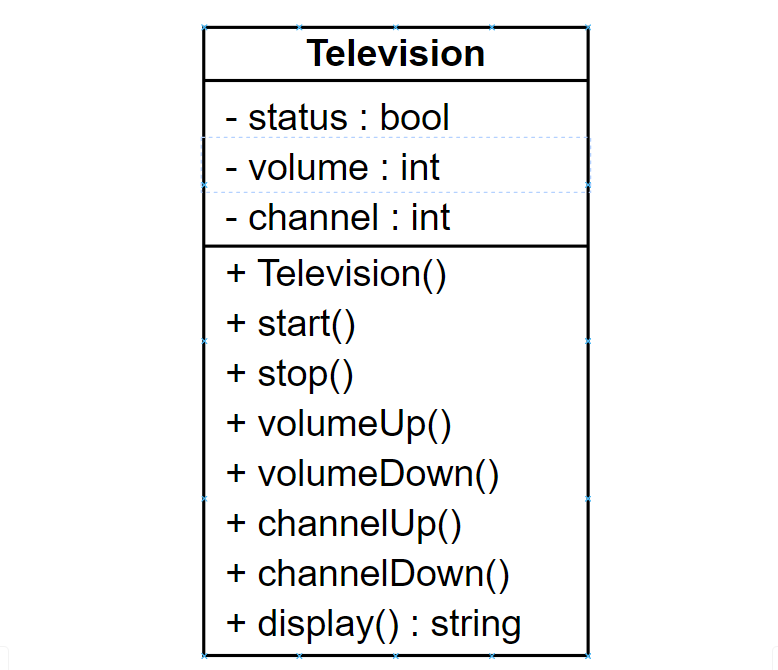 Television
- status : bool
- volume : int
- channel : int
+ Television()
+ start()
+ stop()
+ volumeUp()
+ volumeDown()
+ channelUp()
+ channelDown()
+ display() : string